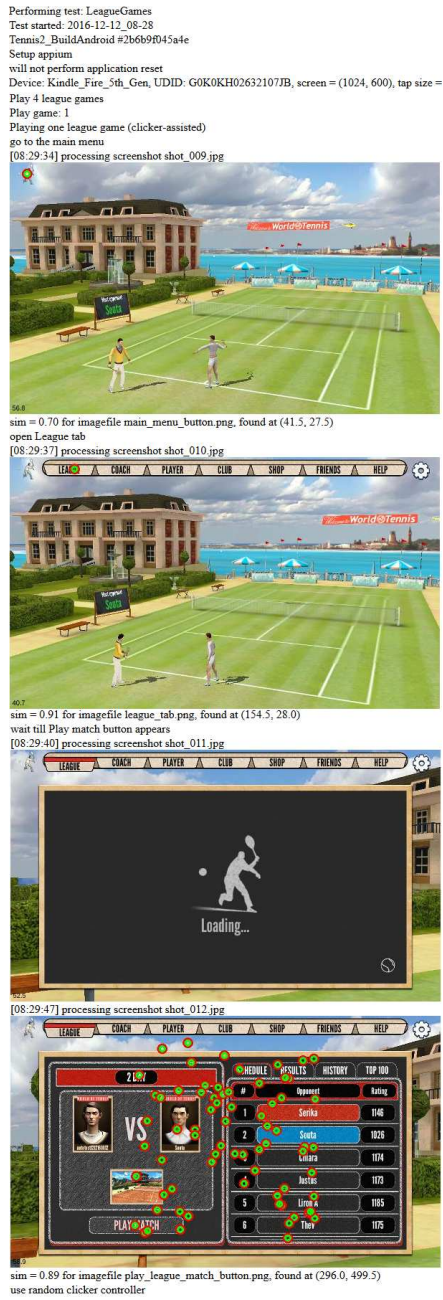 Performing test: LeagueGames
Test started: 2016-12-12_08-28
Tennis2_BuildAndroid #2b6b9f045a4e
Setup appium
will not perform application reset
Device: Kindle_Fire_5th_Gen, UDID: G0K0KH02632107JB, screen = (1024, 600), tap size =
Play 4 league games
Play game: 1
Playing one league game (clicker-assisted)
go to the main menu
[08:29:34] processing screenshot shot_009.jpg
World Tennis
Souta
56.6
sim = 0.70 for imagefile main_menu_button.png, found at (41.5, 27.5)
open League tab
[08:29:37] processing screenshot shot_010.jpg
COACH PLAYER CLUB SHOP FRIENDS HELP
World Tennis
Souta
40.7
sim = 0.91 for imagefile league_tab.png, found at (154.5, 28.0)
wait till Play match button appears
[08:29:40] processing screenshot shot_011.jpg
LEAGUE COACH PLAYER CLUB SHOP FRIENDS HELP
Loading...
[08:29:47] processing screenshot shot_012.jpg
LEAGUE COACH PLAYER CLUB SHOP FRIENDS HELP
HISTORY TOP 100
# Opponent Rating
1 Serika 1146
VS
Souta
2 Souta 1026
1174
1173
5 1185
PLAY MATCH
6 1175
sim = 0.89 for imagefile play_league_match_button.png, found at (296.0, 499.5)
use random clicker controller